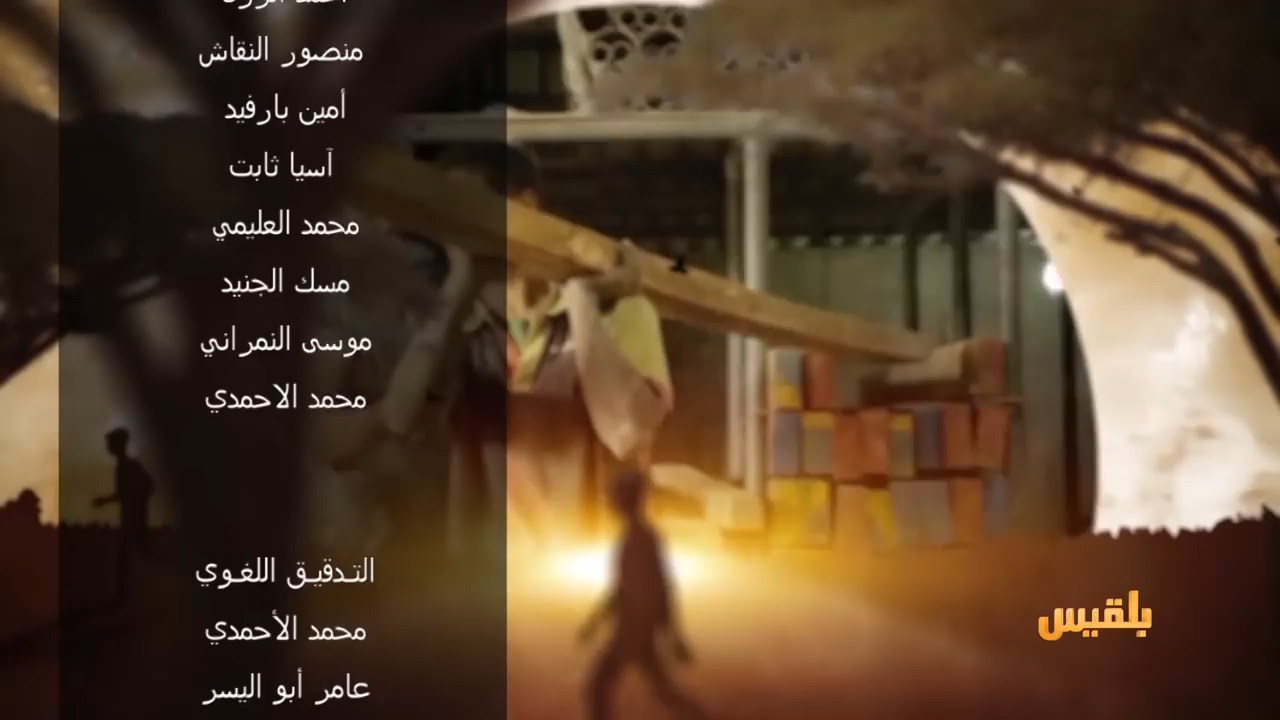 منصور النقاش
أمين بارفيد
آسيا ثابت
محمد العليمي
مسك الجنيد
موسى النمراني
محمد الاحمدي
التدقيق اللغوي
محمد الأحمدي
عامر أبو اليسر
بلقيس